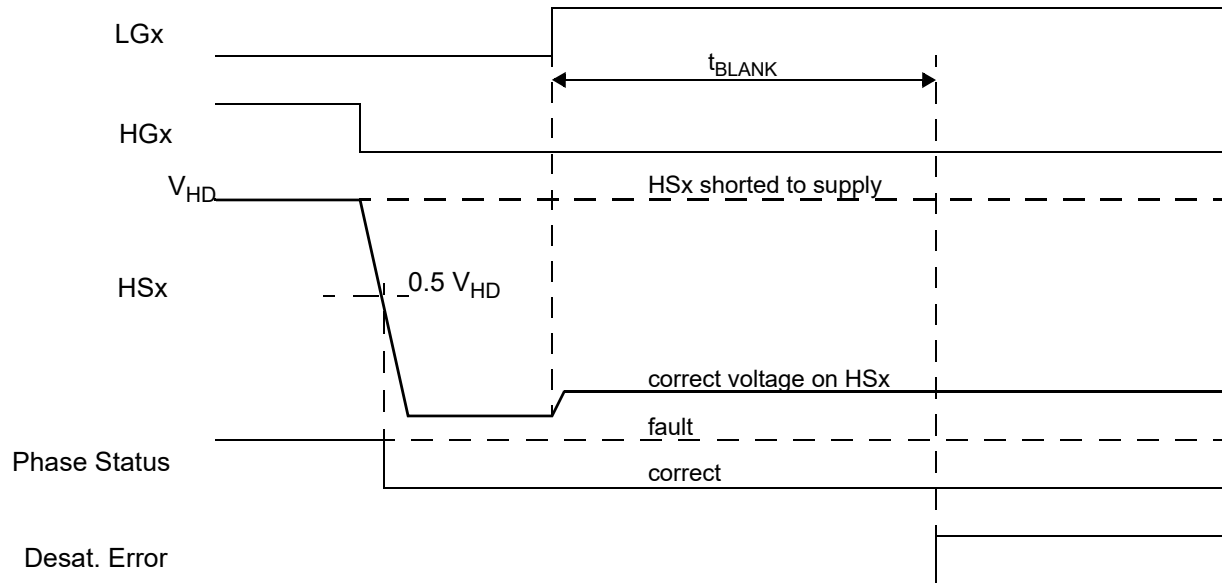 LGx
tBLANK
HGx
VHD
HSx shorted to supply
HSx
0.5 VHD
correct voltage on HSx
fault
Phase Status
correct
Desat. Error